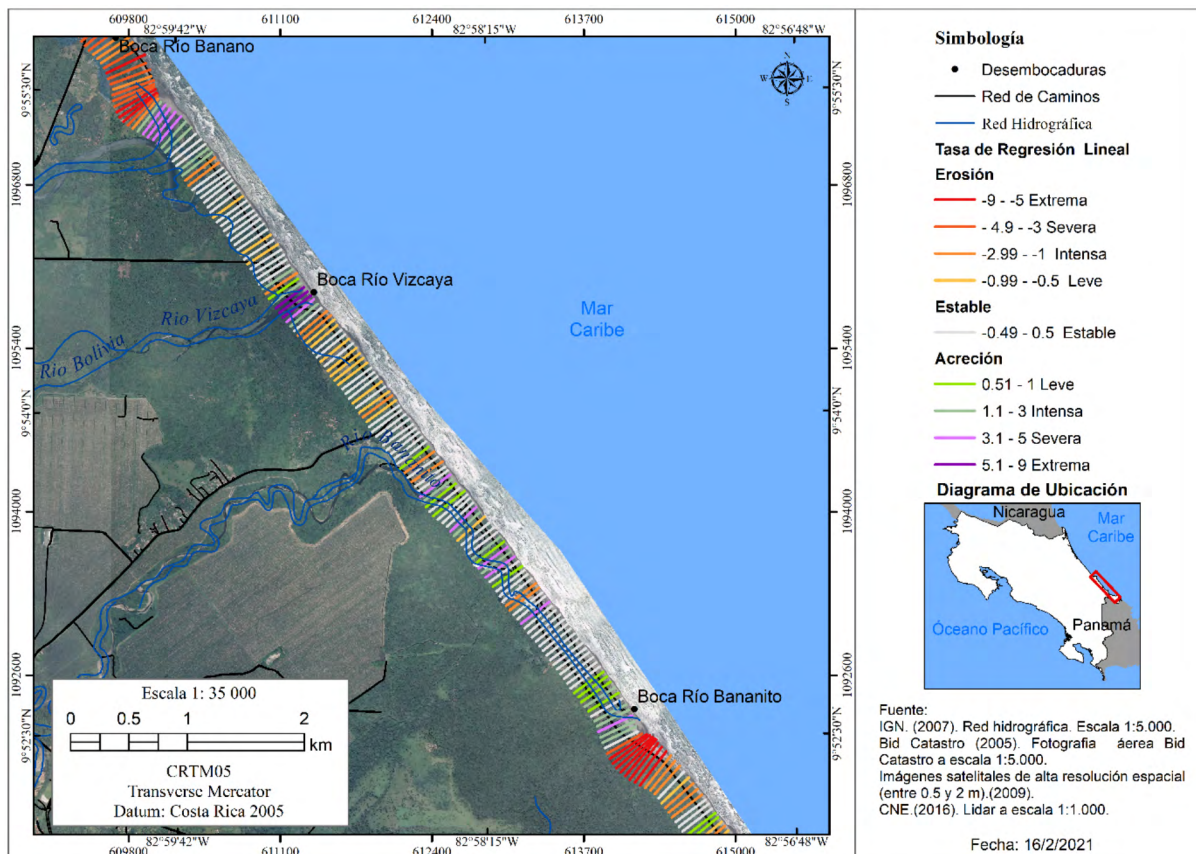 609800
611100
612400
613700
615000
82°59'42"W
82°58'15"W
82°56'48"W
Boca Río Banano
N
W
E
S
9°55'30"N
9°55'30"N
1096800
1096800
Boca Río Vizcaya
Río Vizcaya
Río Bolivia
Mar
Caribe
1095400
1095400
9°54'0"N
9°54'0"N
1094000
1094000
1092600
1092600
Boca Río Bananito
9°52'30"N
9°52'30"N
Escala 1: 35 000
0 0.5 1 2
km
CRTM05
Transverse Mercator
Datum: Costa Rica 2005
82°59'42"W
82°58'15"W
82°56'48"W
609800
611100
612400
613700
615000
Simbología
Desembocaduras
Red de Caminos
Red Hidrográfica
Tasa de Regresión Lineal
Erosión
-9 - -5 Extrema
- 4.9 - -3 Severa
-2.99 - -1 Intensa
-0.99 - -0.5 Leve
Estable
-0.49 - 0.5 Estable
Acreción
0.51 - 1 Leve
1.1 - 3 Intensa
3.1 - 5 Severa
5.1 - 9 Extrema
Diagrama de Ubicación
Nicaragua
Mar
Caribe
Óceano Pacífico
Panamá
Fuente:
IGN. (2007). Red hidrográfica. Escala 1:5.000.
Bid Catastro (2005). Fotografia áerea Bid
Catastro a escala 1:5.000.
Imágenes satelitales de alta resolución espacial
(entre 0.5 y 2 m).(2009).
CNE.(2016). Lidar a escala 1:1.000.
Fecha: 16/2/2021